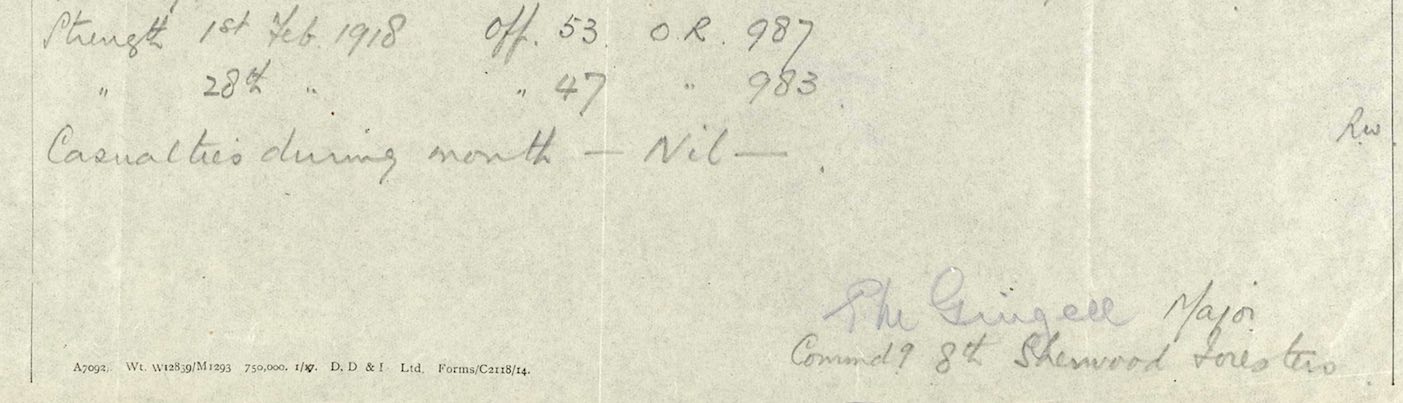 Strength 1st Feb. 1918 Off. 53. O.R. 987
" 28th " " 47 " 983
Casualties during month — Nil — .
Rw
Gingell Major
Commdg 8th Sherwood Foresters
A7092. Wt. W12839/M1293 750,000. 1/17. D. D & L Ltd. Forms/C2118/14.